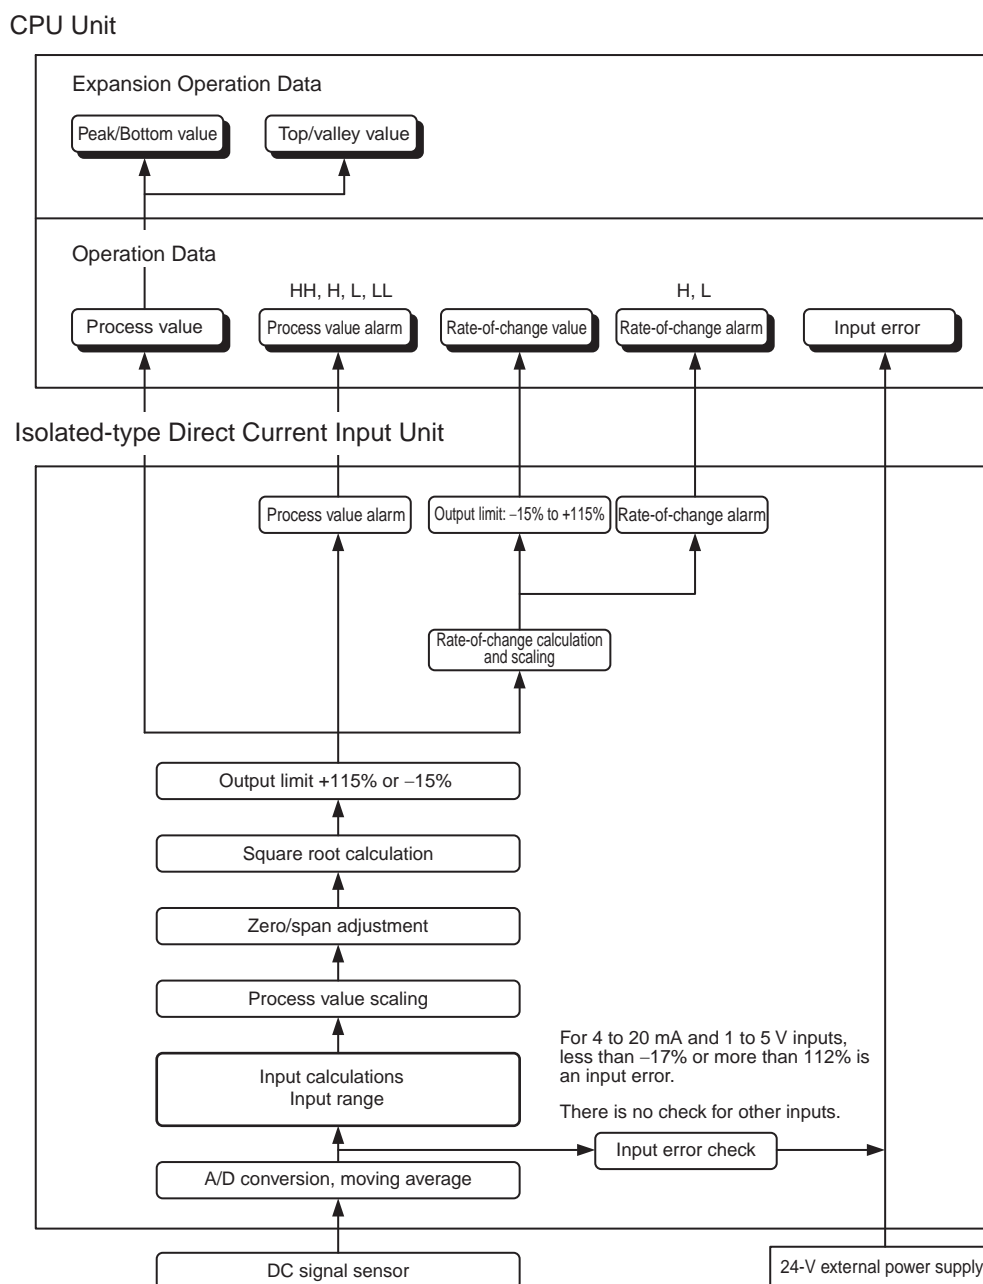 CPU Unit
Expansion Operation Data
Peak/Bottom value
Top/valley value
Operation Data
HH, H, L, LL
H, L
Process value
Process value alarm
Rate-of-change value
Rate-of-change alarm
Input error
Isolated-type Direct Current Input Unit
Process value alarm
Output limit: –15% to +115%
Rate-of-change alarm
Rate-of-change calculation
and scaling
Output limit +115% or –15%
Square root calculation
Zero/span adjustment
Process value scaling
For 4 to 20 mA and 1 to 5 V inputs,
less than –17% or more than 112% is
an input error.
There is no check for other inputs.
Input calculations
Input range
Input error check
A/D conversion, moving average
DC signal sensor
24-V external power supply